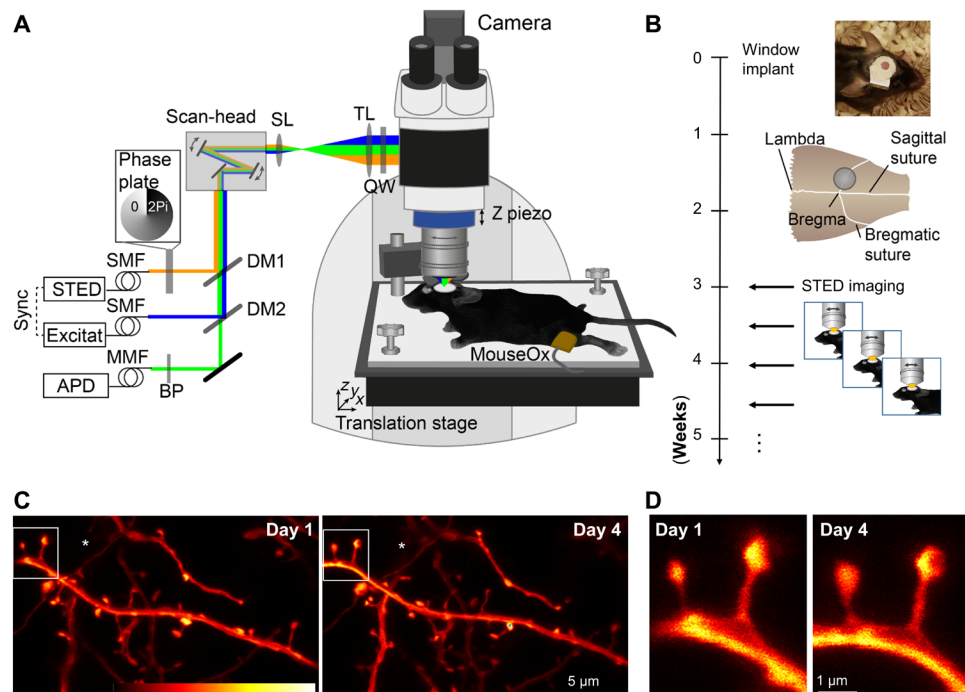 A
Camera
Scan-head
SL
TL
QW
Phase
plate
0
2Pi
Z piezo
SMF
DM1
STED
SMF
DM2
Sync
Excitat
MMF
APD
BP
MouseOx
z
y
x
Translation stage
B
0
Window
implant
1
Lambda
Sagittal
suture
2
Bregma
Bregmatic
suture
3
STED imaging
4
5
(Weeks)
C
Day 1
Day 4
*
*
5 µm
D
Day 1
Day 4
1 µm